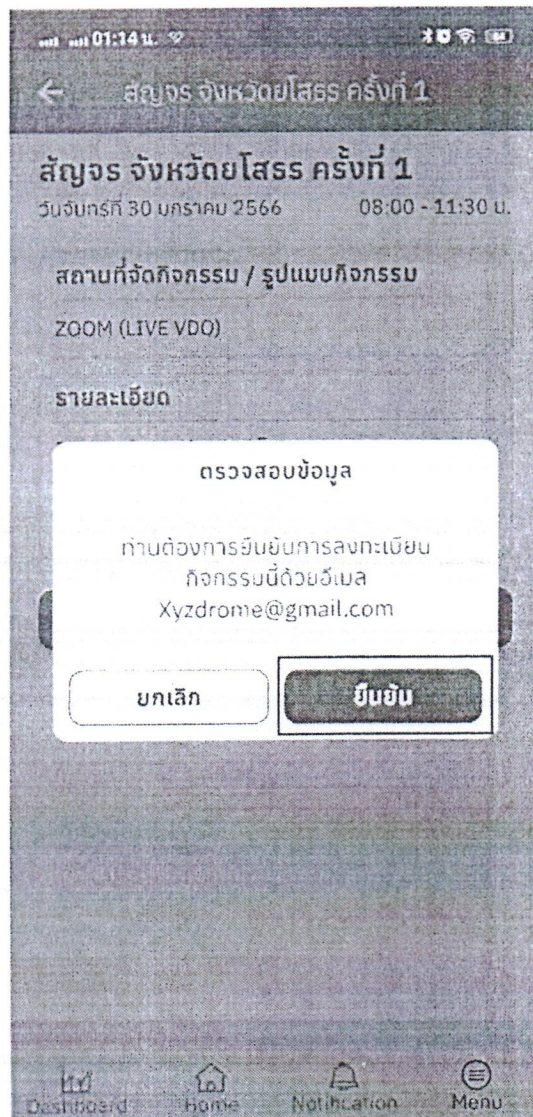 01:14 น.
สัญจร จังหวัดยโสธร ครั้งที่ 1
สัญจร จังหวัดยโสธร ครั้งที่ 1
วันจันทร์ที่ 30 มกราคม 2566 08:00 - 11:30 น.
สถานที่จัดกิจกรรม / รูปแบบกิจกรรม
ZOOM (LIVE VDO)
รายละเอียด
ตรวจสอบข้อมูล
ท่านต้องการยืนยันการลงทะเบียน
กิจกรรมนี้ด้วยอีเมล
Xyzdrome@gmail.com
ยกเลิก ยืนยัน
Dashboard Home Notification Menu